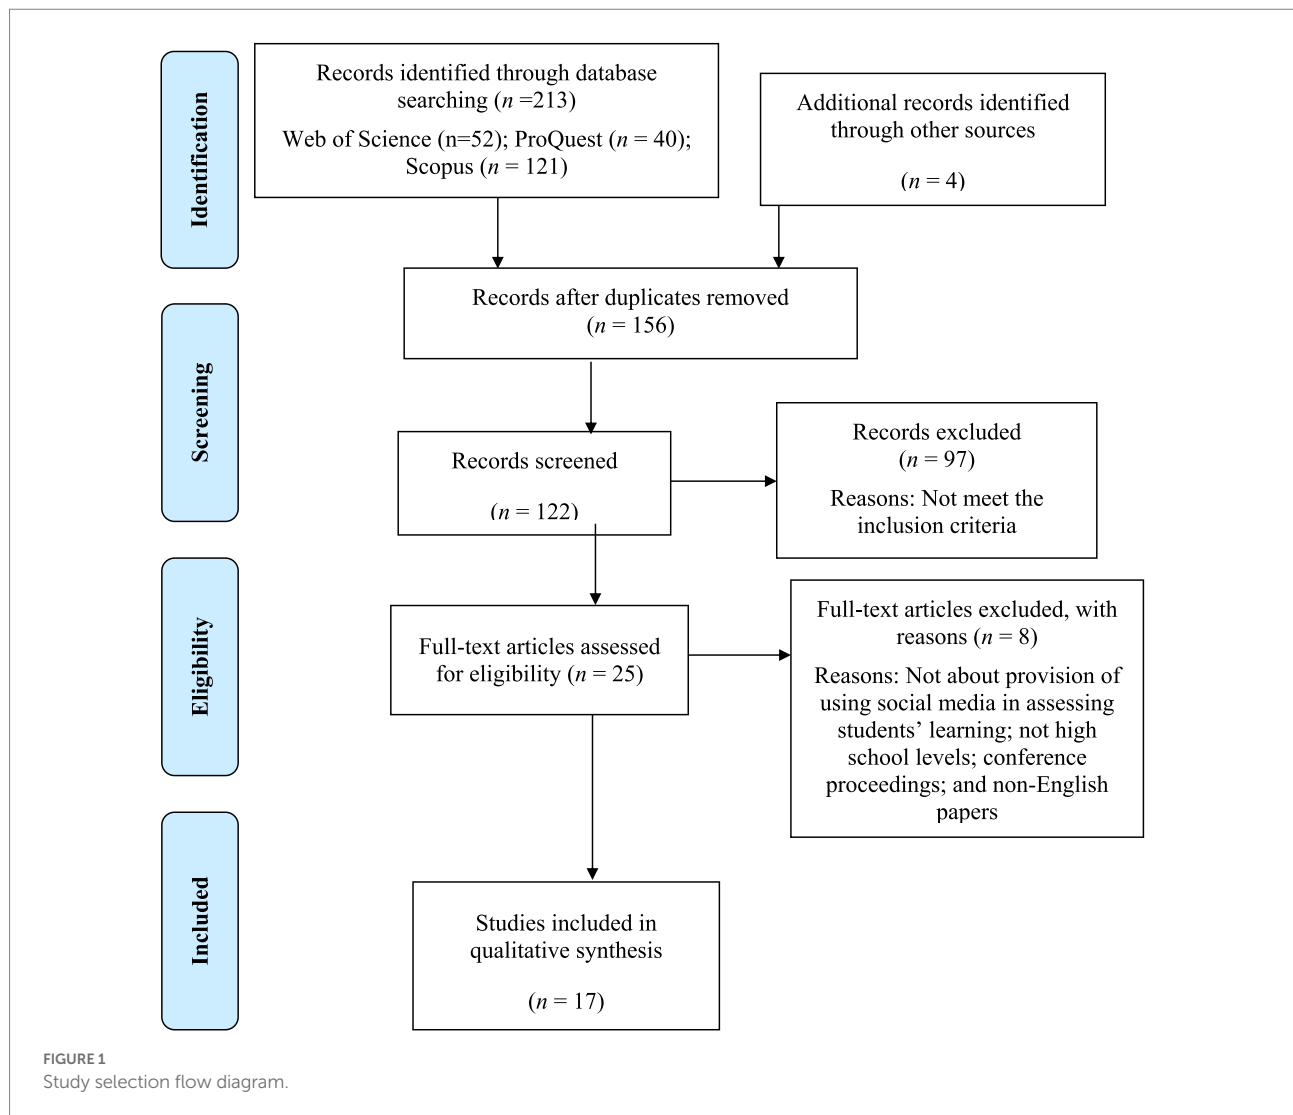 Identification
Records identified through database
searching (n =213)
Web of Science (n=52); ProQuest (n = 40);
Scopus (n = 121)
Additional records identified
through other sources
(n = 4)
Records after duplicates removed
(n = 156)
Screening
Records screened
(n = 122)
Records excluded
(n = 97)
Reasons: Not meet the
inclusion criteria
Eligibility
Full-text articles assessed
for eligibility (n = 25)
Full-text articles excluded, with
reasons (n = 8)
Reasons: Not about provision of
using social media in assessing
students’ learning; not high
school levels; conference
proceedings; and non-English
papers
Included
Studies included in
qualitative synthesis
(n = 17)
FIGURE 1
Study selection flow diagram.